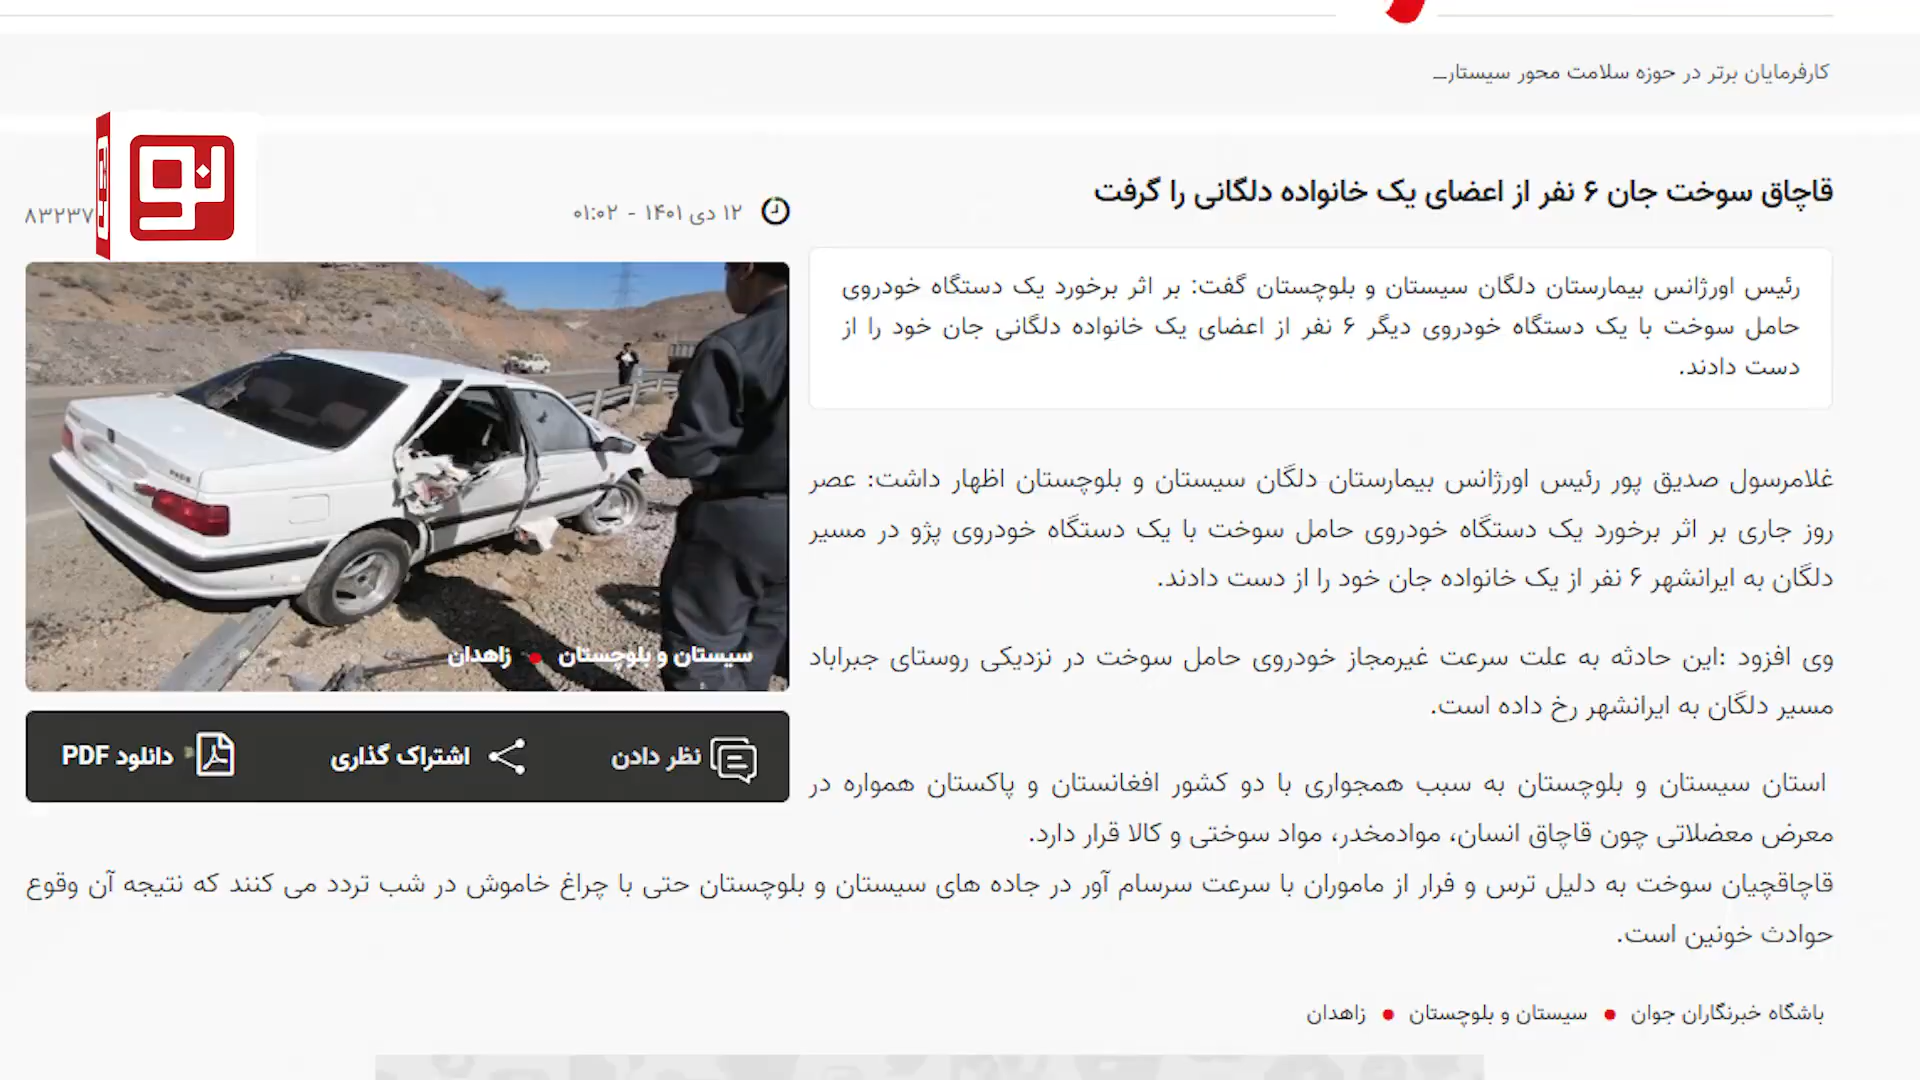 کارفرمایان برتر در حوزه سلامت محور سیستار...
قاچاق سوخت جان ۶ نفر از اعضای یک خانواده دلگانی را گرفت
۱۲ دی ۱۴۰۱ - ۰۱:۰۲
۸۳۲۳۷
نو
رئیس اورژانس بیمارستان دلگان سیستان و بلوچستان گفت: بر اثر برخورد یک دستگاه خودروی
حامل سوخت با یک دستگاه خودروی دیگر ۶ نفر از اعضای یک خانواده دلگانی جان خود را از
دست دادند.
غلامرسول صدیق پور رئیس اورژانس بیمارستان دلگان سیستان و بلوچستان اظهار داشت: عصر
روز جاری بر اثر برخورد یک دستگاه خودروی حامل سوخت با یک دستگاه خودروی پژو در مسیر
دلگان به ایرانشهر ۶ نفر از یک خانواده جان خود را از دست دادند.
وی افزود :این حادثه به علت سرعت غیرمجاز خودروی حامل سوخت در نزدیکی روستای جبراباد
مسیر دلگان به ایرانشهر رخ داده است.
استان سیستان و بلوچستان به سبب همجواری با دو کشور افغانستان و پاکستان همواره در
معرض معضلاتی چون قاچاق انسان، موادمخدر، مواد سوختی و کالا قرار دارد.
قاچاقچیان سوخت به دلیل ترس و فرار از ماموران با سرعت سرسام آور در جاده های سیستان و بلوچستان حتی با چراغ خاموش در شب تردد می کنند که نتیجه آن وقوع
حوادث خونین است.
سیستان و بلوچستان • زاهدان
نظر دادن
اشتراک گذاری
دانلود PDF
باشگاه خبرنگاران جوان • سیستان و بلوچستان • زاهدان